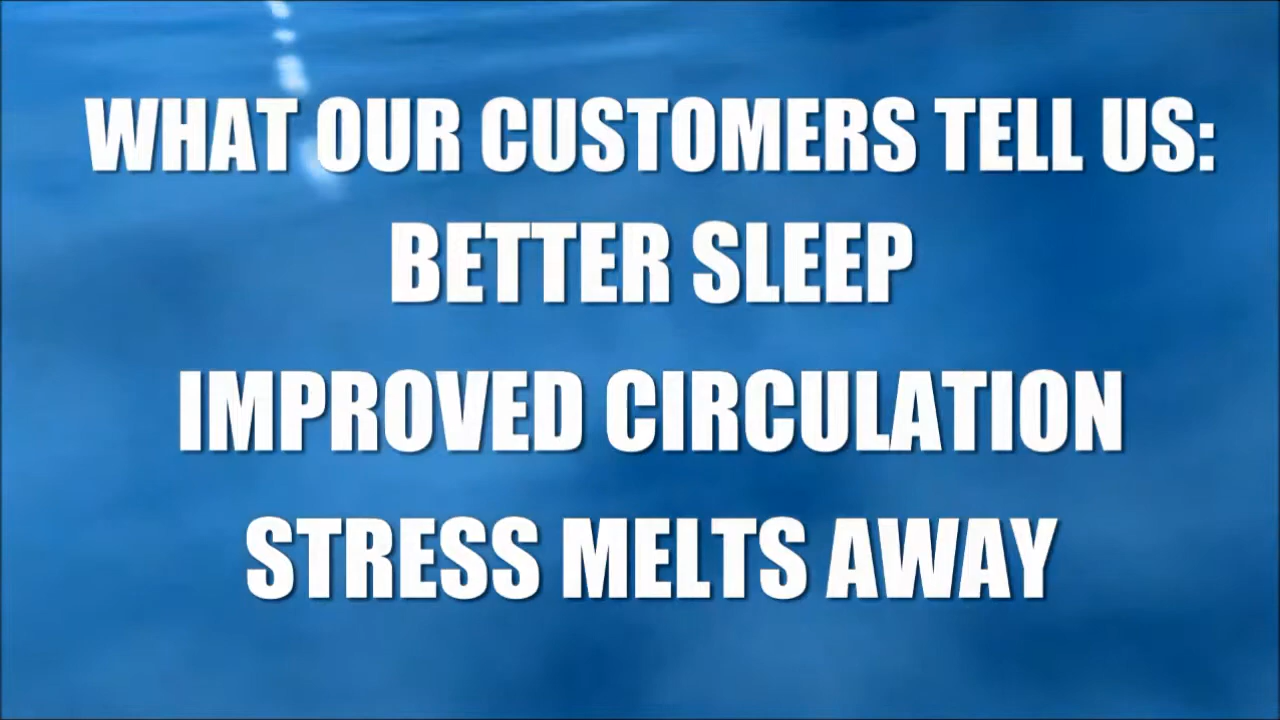 WHAT OUR CUSTOMERS TELL US:
BETTER SLEEP
IMPROVED CIRCULATION
STRESS MELTS AWAY